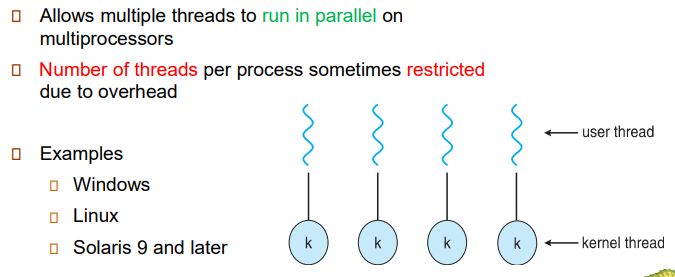 Allows multiple threads to run in parallel on
multiprocessors
Number of threads per process sometimes restricted
due to overhead
Examples
Windows
Linux
Solaris 9 and later
user thread
k
k
k
k
kernel thread